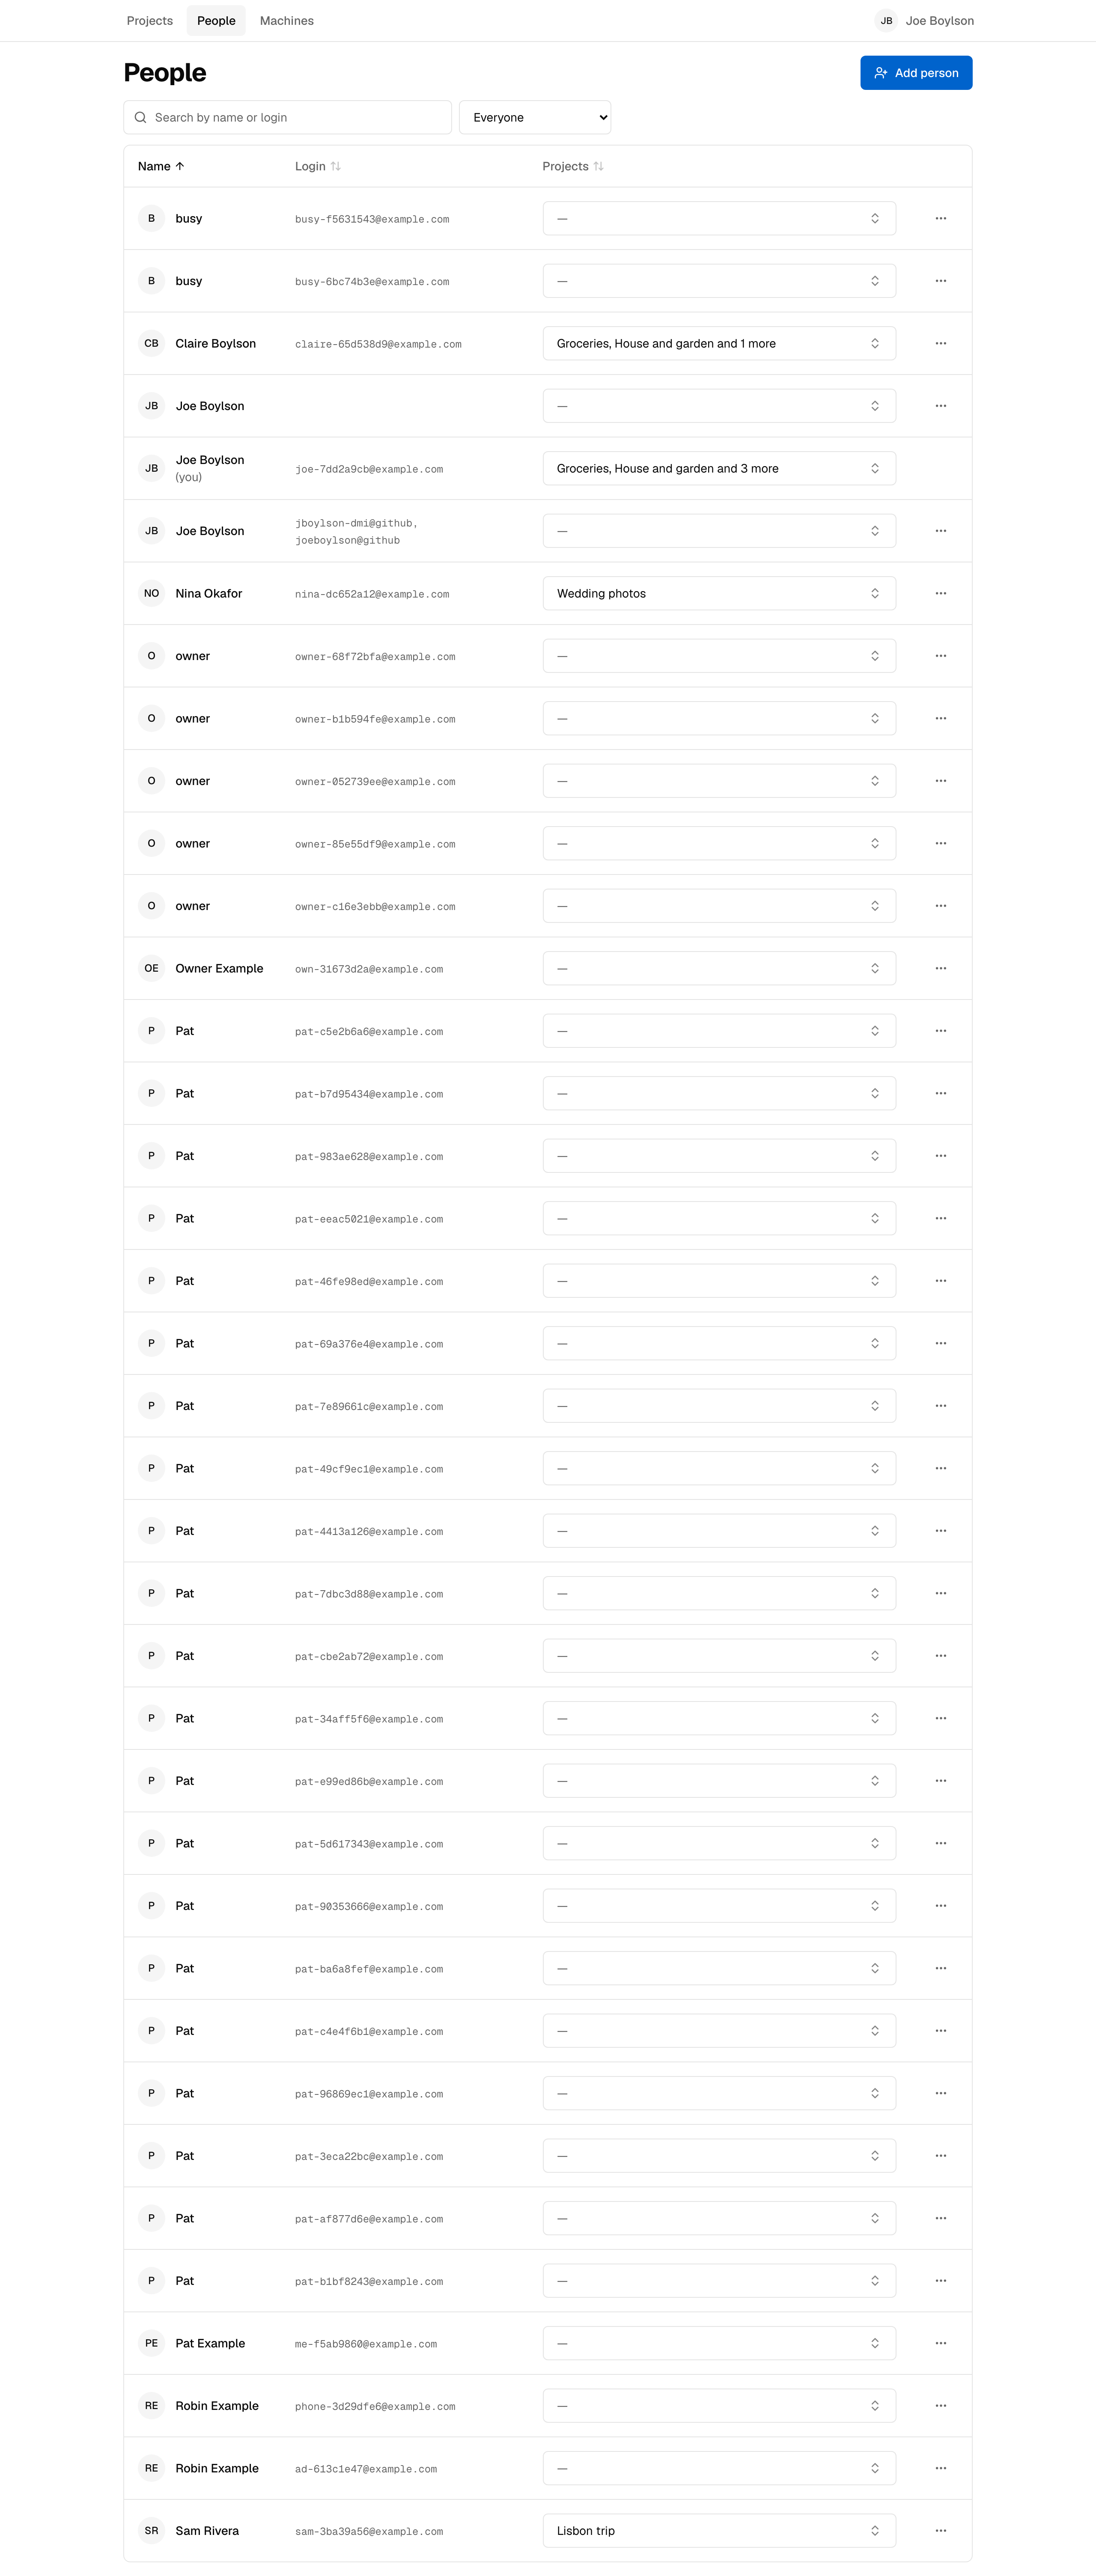 Projects People Machines JB Joe Boylson
People Add person
Search by name or login Everyone
Name ↑ Login Projects
B busy busy-f5631543@example.com —
B busy busy-6bc74b3e@example.com —
CB Claire Boylson claire-65d538d9@example.com Groceries, House and garden and 1 more
JB Joe Boylson —
JB Joe Boylson (you) joe-7dd2a9cb@example.com Groceries, House and garden and 3 more
JB Joe Boylson jboylson-dmi@github,
joeboylson@github —
NO Nina Okafor nina-dc652a12@example.com Wedding photos
O owner owner-68f72bfa@example.com —
O owner owner-b1b594fe@example.com —
O owner owner-052739ee@example.com —
O owner owner-85e55df9@example.com —
O owner owner-c16e3ebb@example.com —
OE Owner Example own-31673d2a@example.com —
P Pat pat-c5e2b6a6@example.com —
P Pat pat-b7d95434@example.com —
P Pat pat-983ae628@example.com —
P Pat pat-eeac5021@example.com —
P Pat pat-46fe98ed@example.com —
P Pat pat-69a376e4@example.com —
P Pat pat-7e89661c@example.com —
P Pat pat-49cf9ec1@example.com —
P Pat pat-4413a126@example.com —
P Pat pat-7dbc3d88@example.com —
P Pat pat-cbe2ab72@example.com —
P Pat pat-34aff5f6@example.com —
P Pat pat-e99ed86b@example.com —
P Pat pat-5d617343@example.com —
P Pat pat-90353666@example.com —
P Pat pat-ba6a8fef@example.com —
P Pat pat-c4e4f6b1@example.com —
P Pat pat-96869ec1@example.com —
P Pat pat-3eca22bc@example.com —
P Pat pat-af877d6e@example.com —
P Pat pat-b1bf8243@example.com —
PE Pat Example me-f5ab9860@example.com —
RE Robin Example phone-3d29dfe6@example.com —
RE Robin Example ad-613c1e47@example.com —
SR Sam Rivera sam-3ba39a56@example.com Lisbon trip